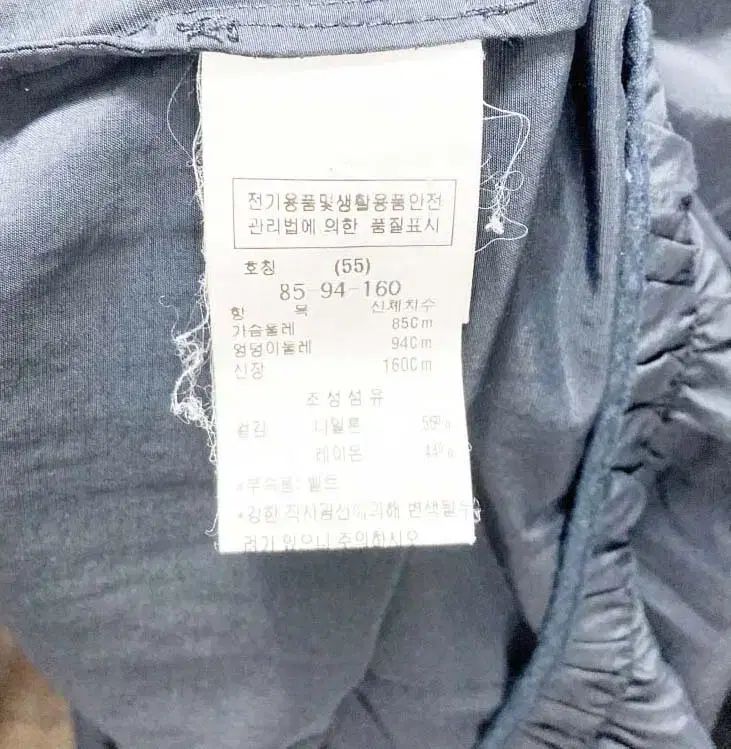 전기용품및생활용품안전
관리법에 의한 품질표시
호칭 (55)
85-94-160
항 목 신체치수
가슴둘레 85Cm
엉덩이둘레 94Cm
신장 160Cm
조성섬유
겉감 나일론 56%
레이온 44%
*부속물: 벨트
*강한 직사광선에의해 변색될수
려가 있으니 주의하십시오